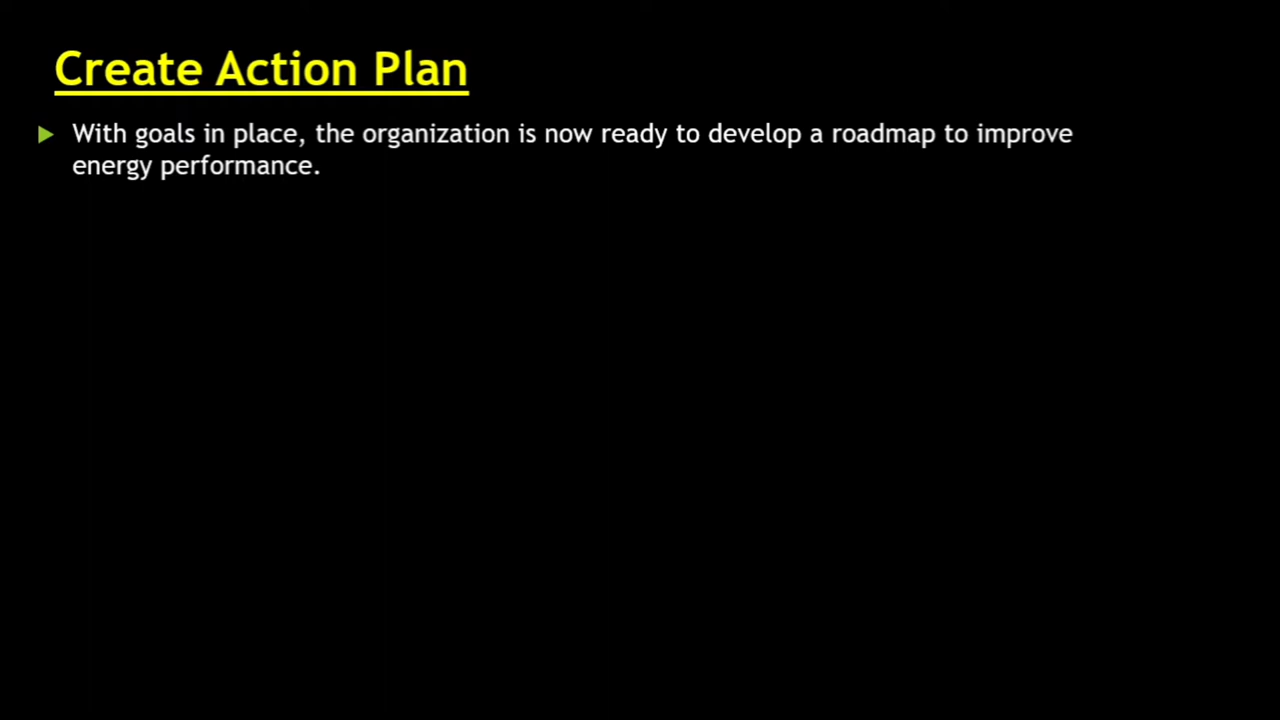 Create Action Plan
With goals in place, the organization is now ready to develop a roadmap to improve
energy performance.